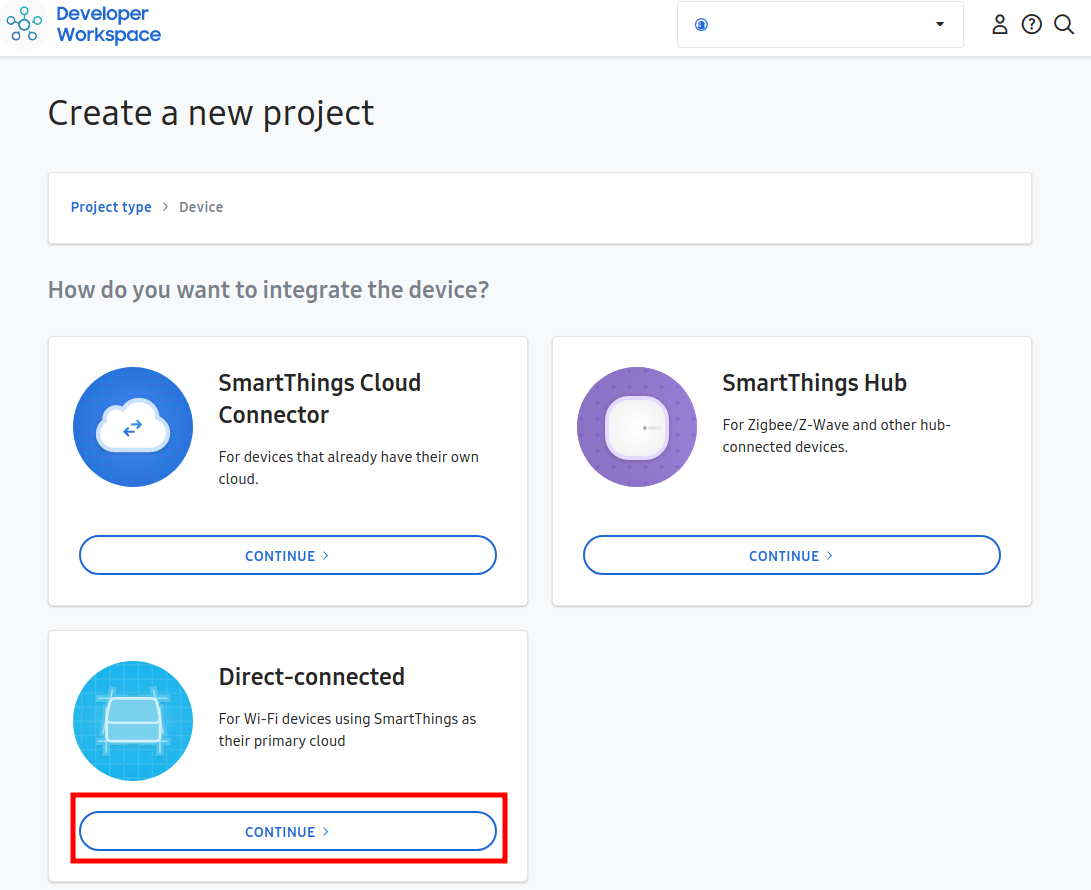 Developer
Workspace
Create a new project
Project type > Device
How do you want to integrate the device?
SmartThings Cloud
Connector
For devices that already have their own
cloud.
CONTINUE >
SmartThings Hub
For Zigbee/Z-Wave and other hub-
connected devices.
CONTINUE >
Direct-connected
For Wi-Fi devices using SmartThings as
their primary cloud
CONTINUE >